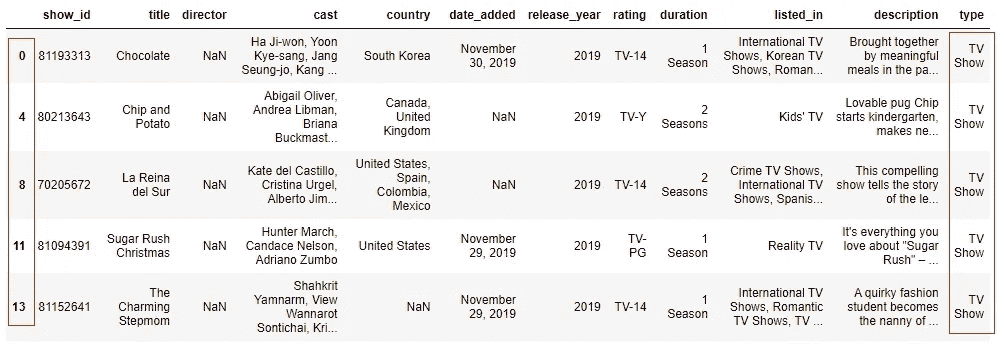 show_id title director cast country date_added release_year rating duration listed_in description type
0
81193313
Chocolate
NaN
Ha Ji-won, Yoon
Kye-sang, Jang
Seung-jo, Kang ...
South Korea
November
30, 2019
2019
TV-14
1
Season
International TV
Shows, Korean TV
Shows, Roman...
Brought together
by meaningful
meals in the pa...
TV
Show
4
80213643
Chip and
Potato
NaN
Abigail Oliver,
Andrea Libman,
Briana
Buckmast...
Canada,
United
Kingdom
NaN
2019
TV-Y
2
Seasons
Kids' TV
Lovable pug Chip
starts kindergarten,
makes ne...
TV
Show
8
70205672
La Reina
del Sur
NaN
Kate del Castillo,
Cristina Urgel,
Alberto Jim...
United States,
Spain,
Colombia,
Mexico
NaN
2019
TV-14
2
Seasons
Crime TV Shows,
International TV
Shows, Spanis...
This compelling
show tells the story
of the le...
TV
Show
11
81094391
Sugar Rush
Christmas
NaN
Hunter March,
Candace Nelson,
Adriano Zumbo
United States
November
29, 2019
2019
TV-
PG
1
Season
Reality TV
It's everything you
love about "Sugar
Rush" – ...
TV
Show
13
81152641
The
Charming
Stepmom
NaN
Shahkrit
Yamnarm, View
Wannarot
Sontichai, Kri...
NaN
November
29, 2019
2019
TV-14
1
Season
International TV
Shows, Romantic
TV Shows, TV ...
A quirky fashion
student becomes
the nanny of ...
TV
Show